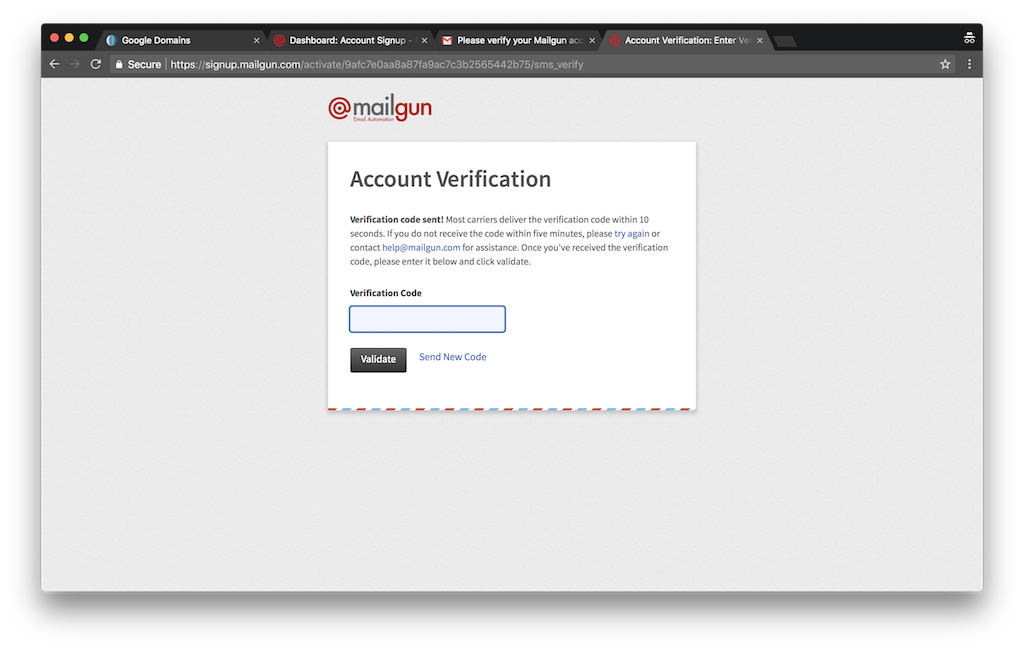 Google Domains
Dashboard: Account Signup -
Please verify your Mailgun acc
Account Verification: Enter Ve
Secure
https://signup.mailgun.com/activate/9afc7e0aa8a87fa9ac7c3b2565442b75/sms_verify
@mailgun
Email Automation
Account Verification
Verification code sent! Most carriers deliver the verification code within 10
seconds. If you do not receive the code within five minutes, please try again or
contact help@mailgun.com for assistance. Once you've received the verification
code, please enter it below and click validate.
Verification Code
Validate
Send New Code